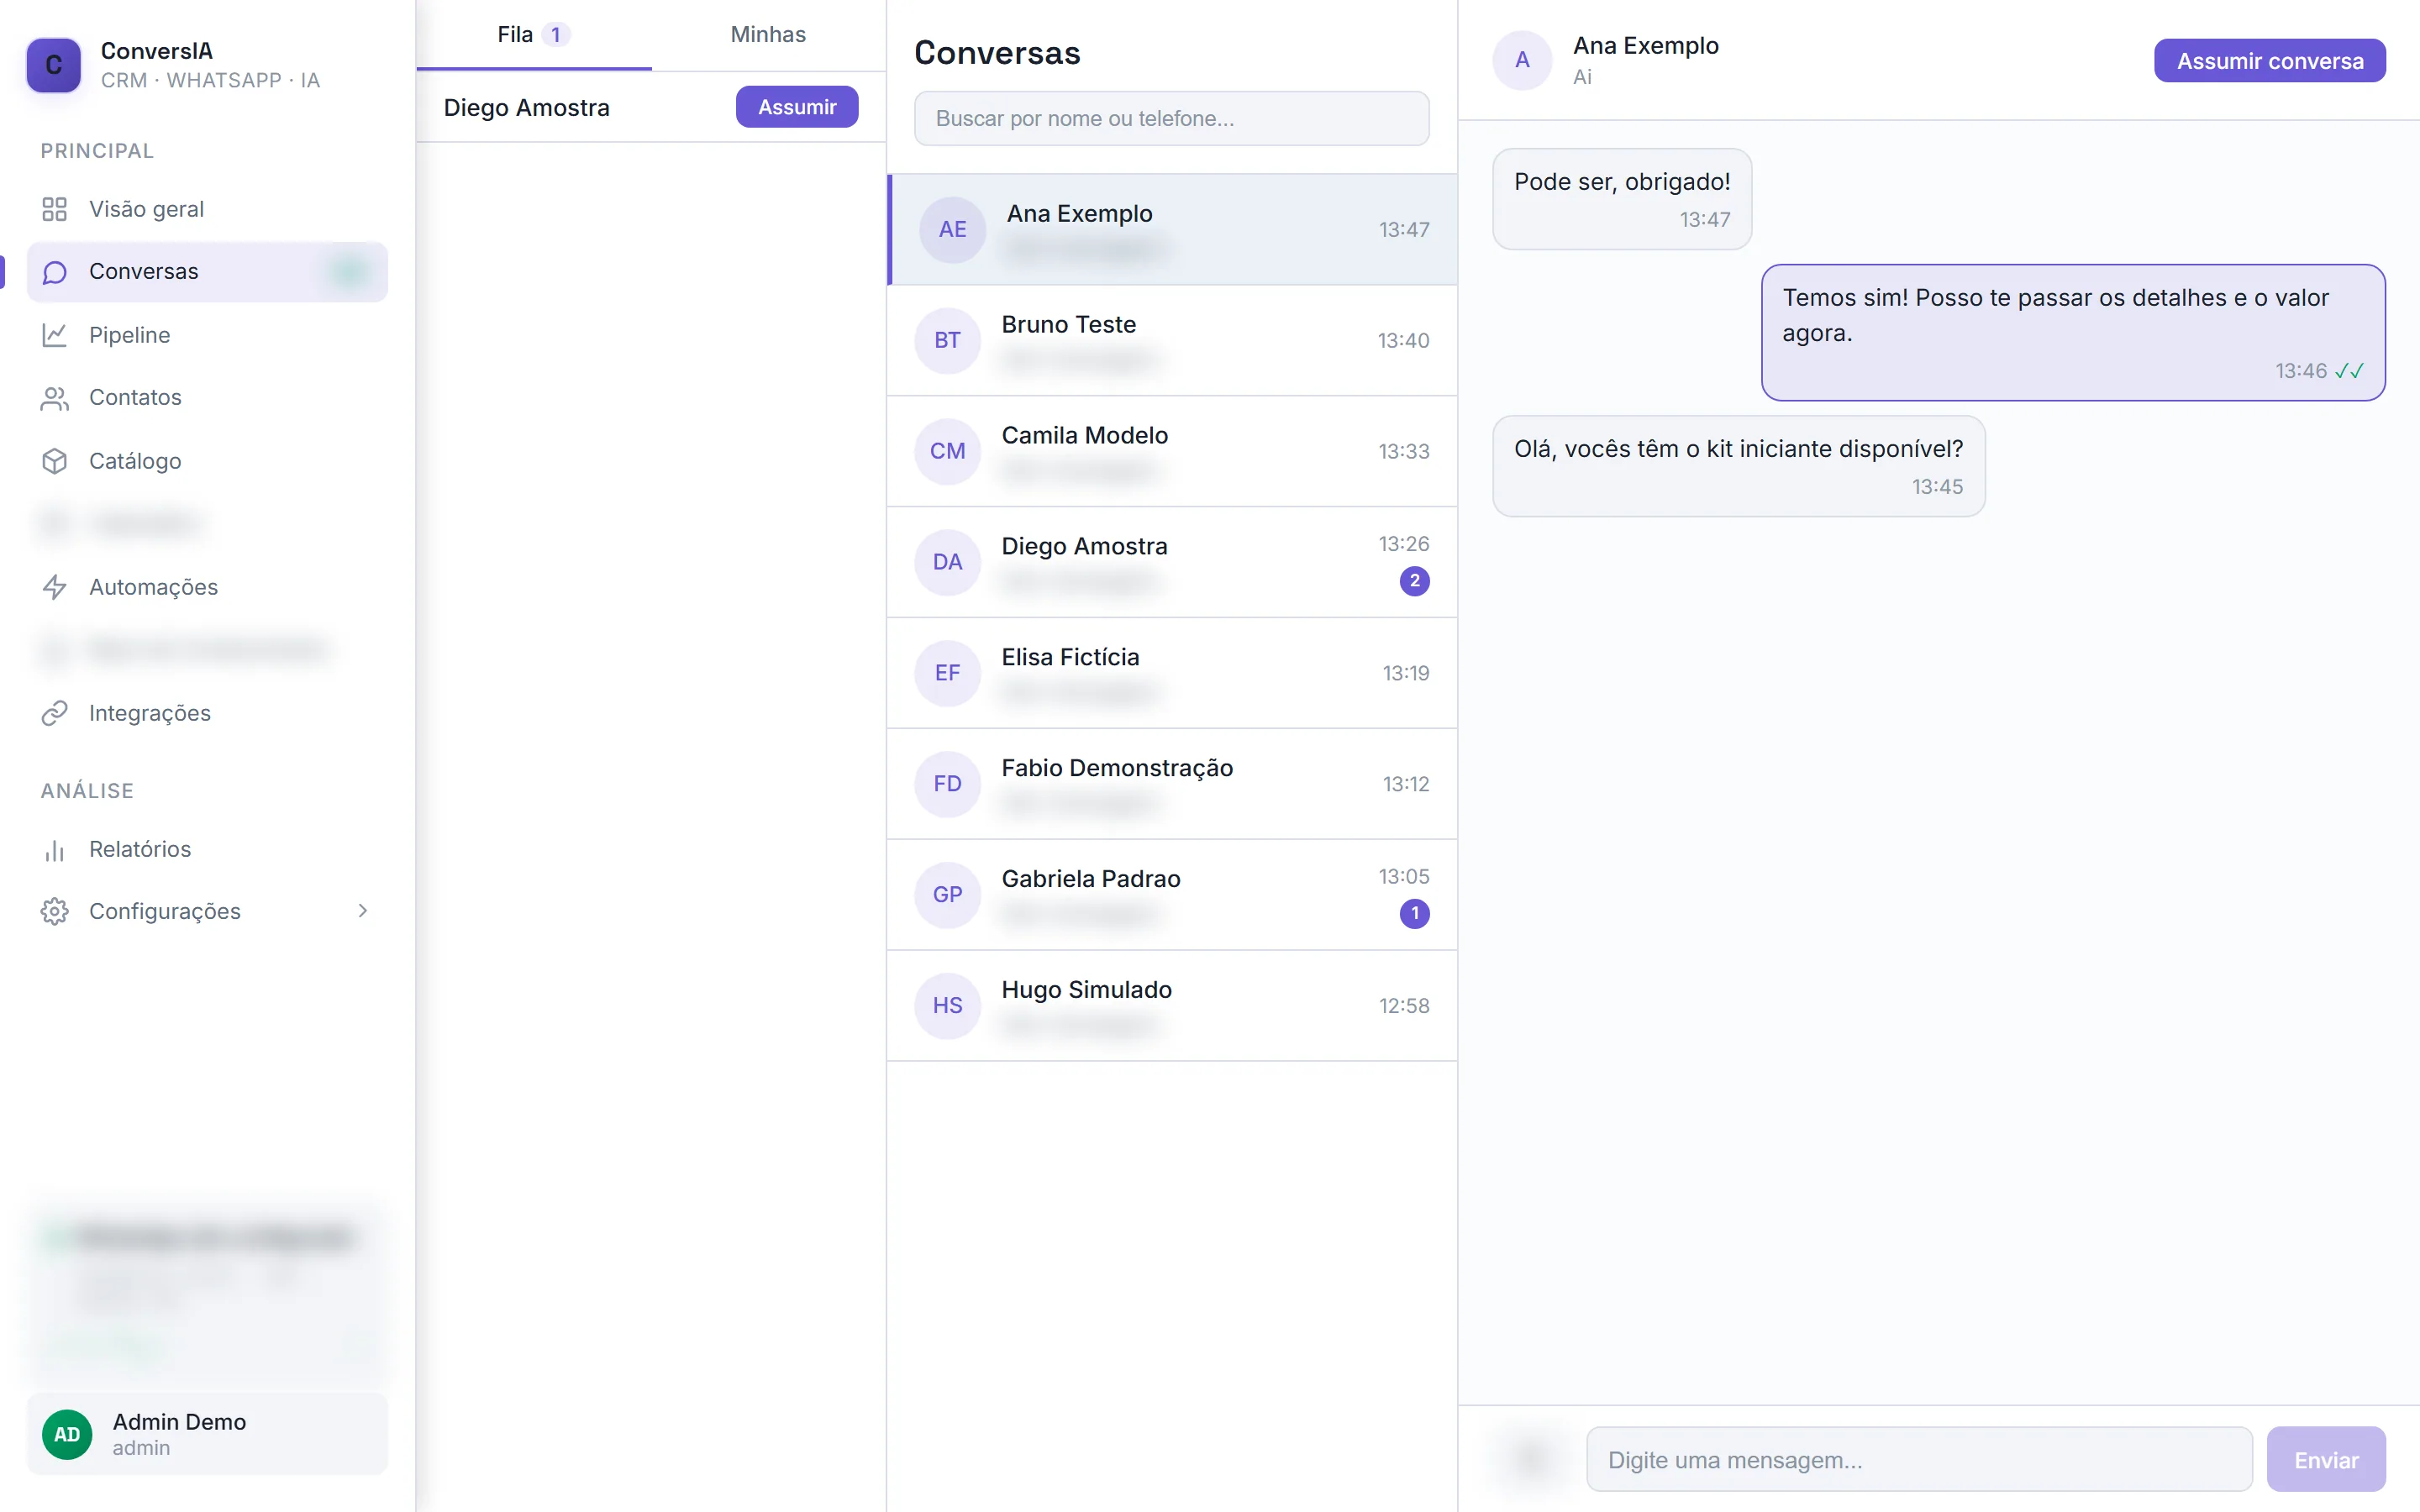 C
ConversIA
CRM · WHATSAPP · IA
PRINCIPAL
Visão geral
Conversas
Pipeline
Contatos
Catálogo
Automações
Integrações
ANÁLISE
Relatórios
Configurações
AD
Admin Demo
admin
Fila 1
Minhas
Diego Amostra
Assumir
Conversas
Buscar por nome ou telefone...
AE
Ana Exemplo
13:47
BT
Bruno Teste
13:40
CM
Camila Modelo
13:33
DA
Diego Amostra
13:26
2
EF
Elisa Fictícia
13:19
FD
Fabio Demonstração
13:12
GP
Gabriela Padrao
13:05
1
HS
Hugo Simulado
12:58
A
Ana Exemplo
Ai
Assumir conversa
Pode ser, obrigado!
13:47
Temos sim! Posso te passar os detalhes e o valor
agora.
13:46 ✓✓
Olá, vocês têm o kit iniciante disponível?
13:45
Digite uma mensagem...
Enviar